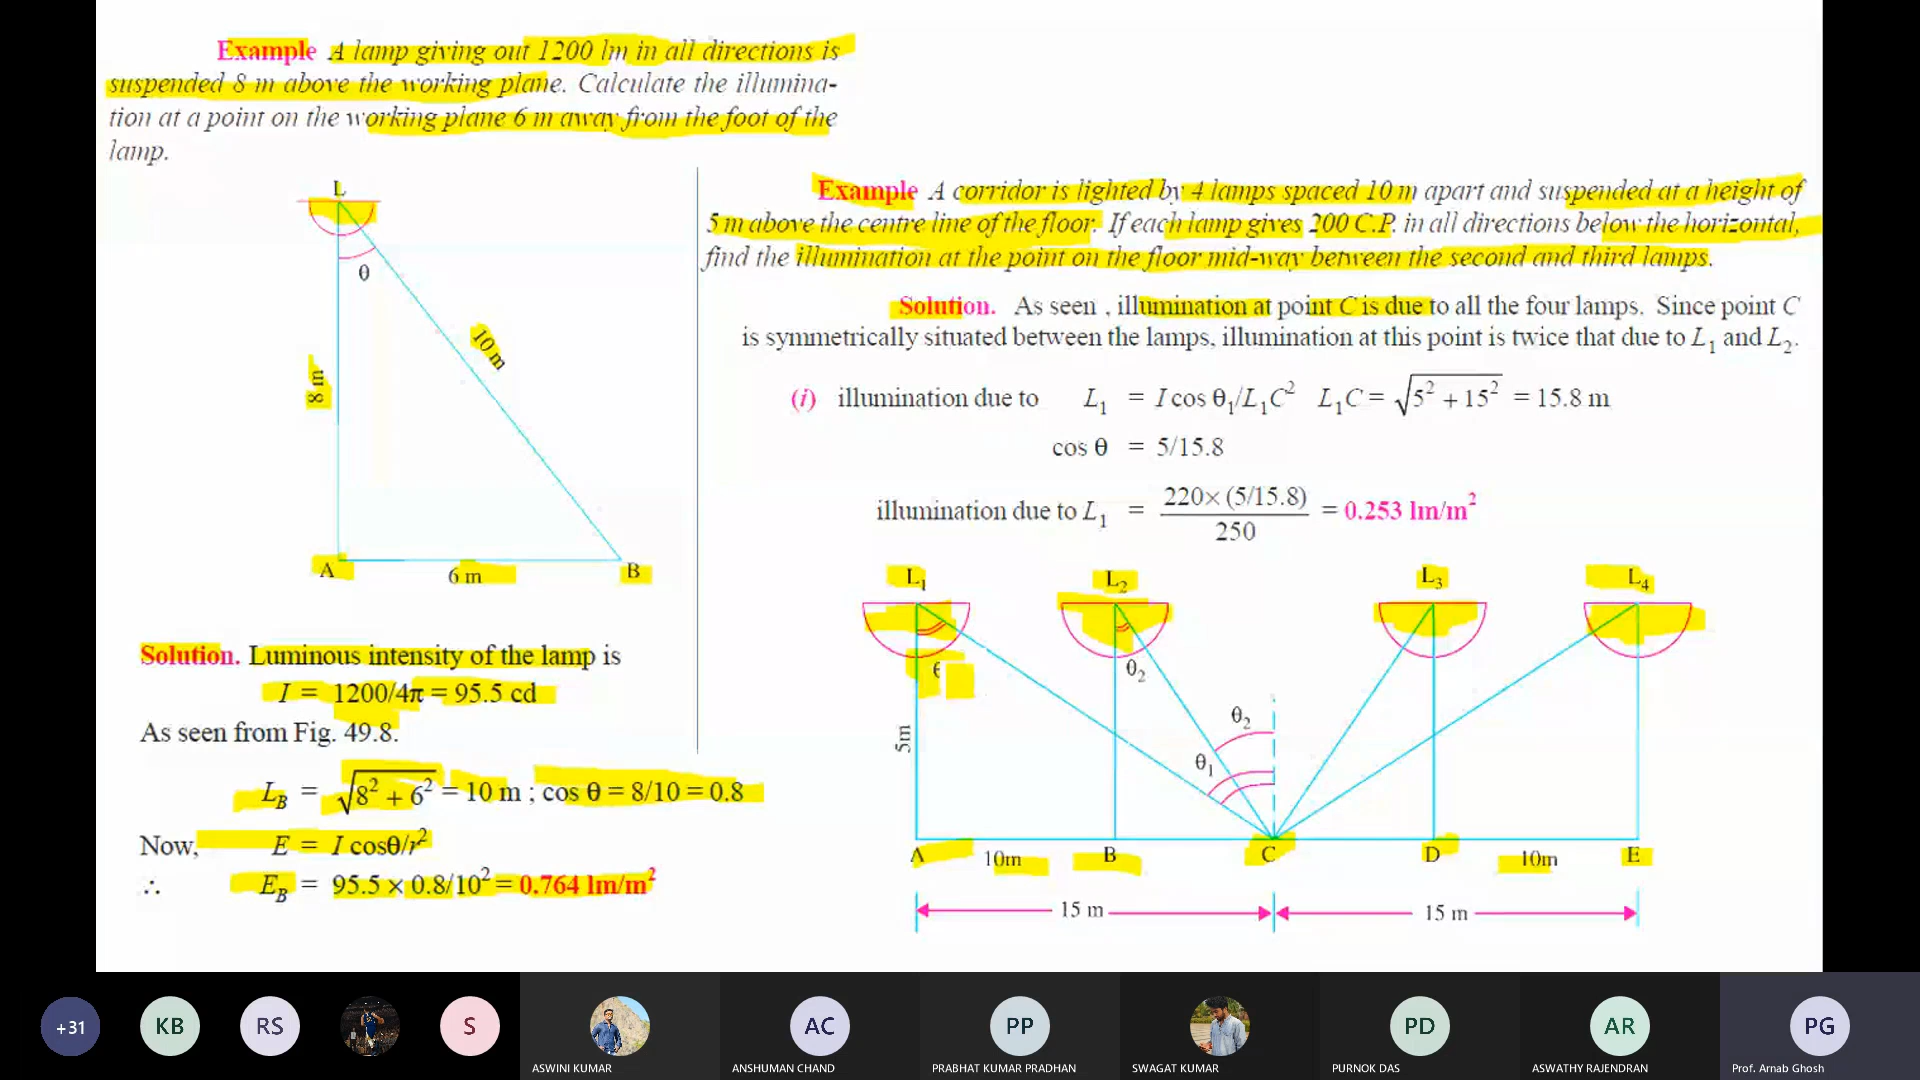 Example A lamp giving out 1200 lm in all directions is
suspended 8 m above the working plane. Calculate the illumina-
tion at a point on the working plane 6 m away from the foot of the
lamp.
L
θ
10 m
8 m
A
6 m
B
Solution. Luminous intensity of the lamp is
I = 1200/4π = 95.5 cd
As seen from Fig. 49.8.
L_B = √(8² + 6²) = 10 m ; cos θ = 8/10 = 0.8
Now, E = I cosθ/r²
∴ E_B = 95.5 × 0.8/10² = 0.764 lm/m²
Example A corridor is lighted by 4 lamps spaced 10 m apart and suspended at a height of
5 m above the centre line of the floor. If each lamp gives 200 C.P. in all directions below the horizontal,
find the illumination at the point on the floor mid-way between the second and third lamps.
Solution. As seen , illumination at point C is due to all the four lamps. Since point C
is symmetrically situated between the lamps, illumination at this point is twice that due to L₁ and L₂.
(i) illumination due to L₁ = I cos θ₁/L₁C² L₁C = √(5² + 15²) = 15.8 m
cos θ = 5/15.8
illumination due to L₁ = 220× (5/15.8) / 250 = 0.253 lm/m²
L₁ L₂ L₃ L₄
θ₂
θ₂
5m
θ₁
A 10m B C D 10m E
15 m 15 m
+31 KB RS S AC PP PD AR PG
ASWINI KUMAR ANSHUMAN CHAND PRABHAT KUMAR PRADHAN SWAGAT KUMAR PURNOK DAS ASWATHY RAJENDRAN Prof. Arnab Ghosh